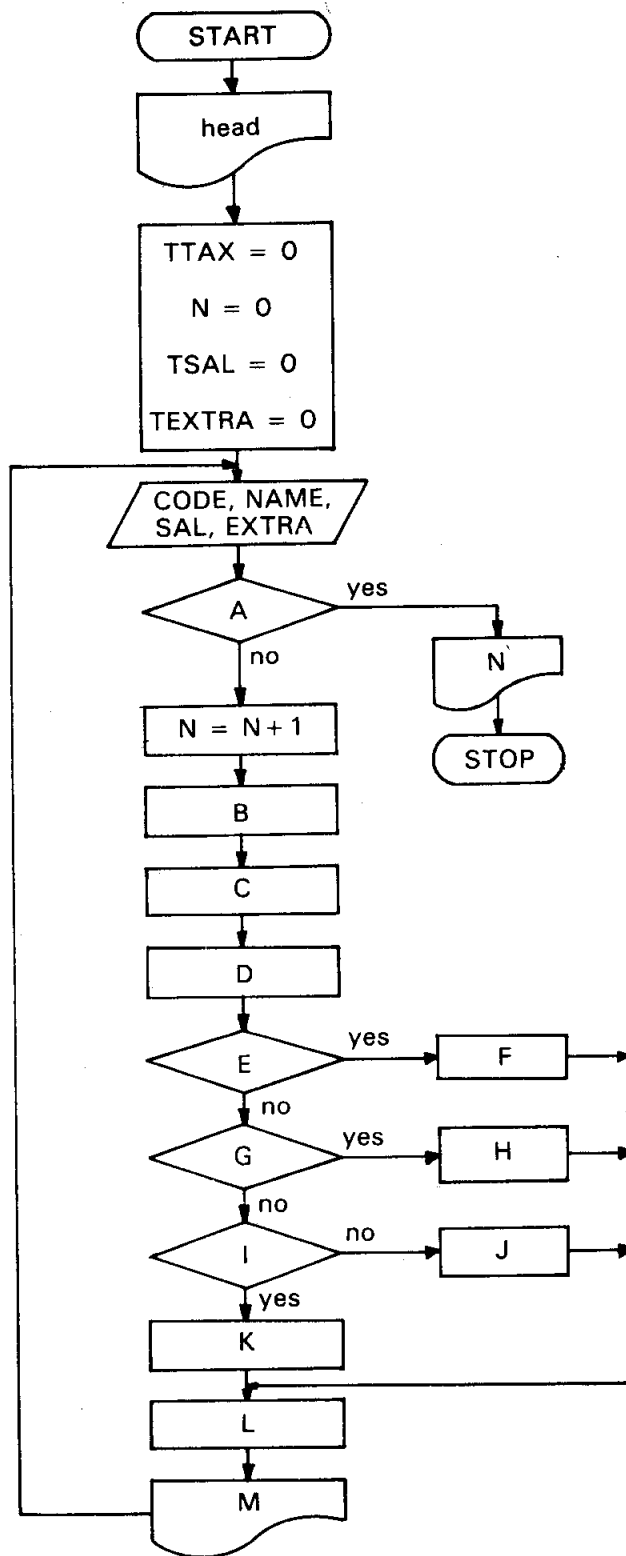 START
head
TTAX = 0
N = 0
TSAL = 0
TEXTRA = 0
CODE, NAME,
SAL, EXTRA
A
yes
no
N
STOP
N = N + 1
B
C
D
E
yes
F
no
G
yes
H
no
I
no
J
yes
K
L
M